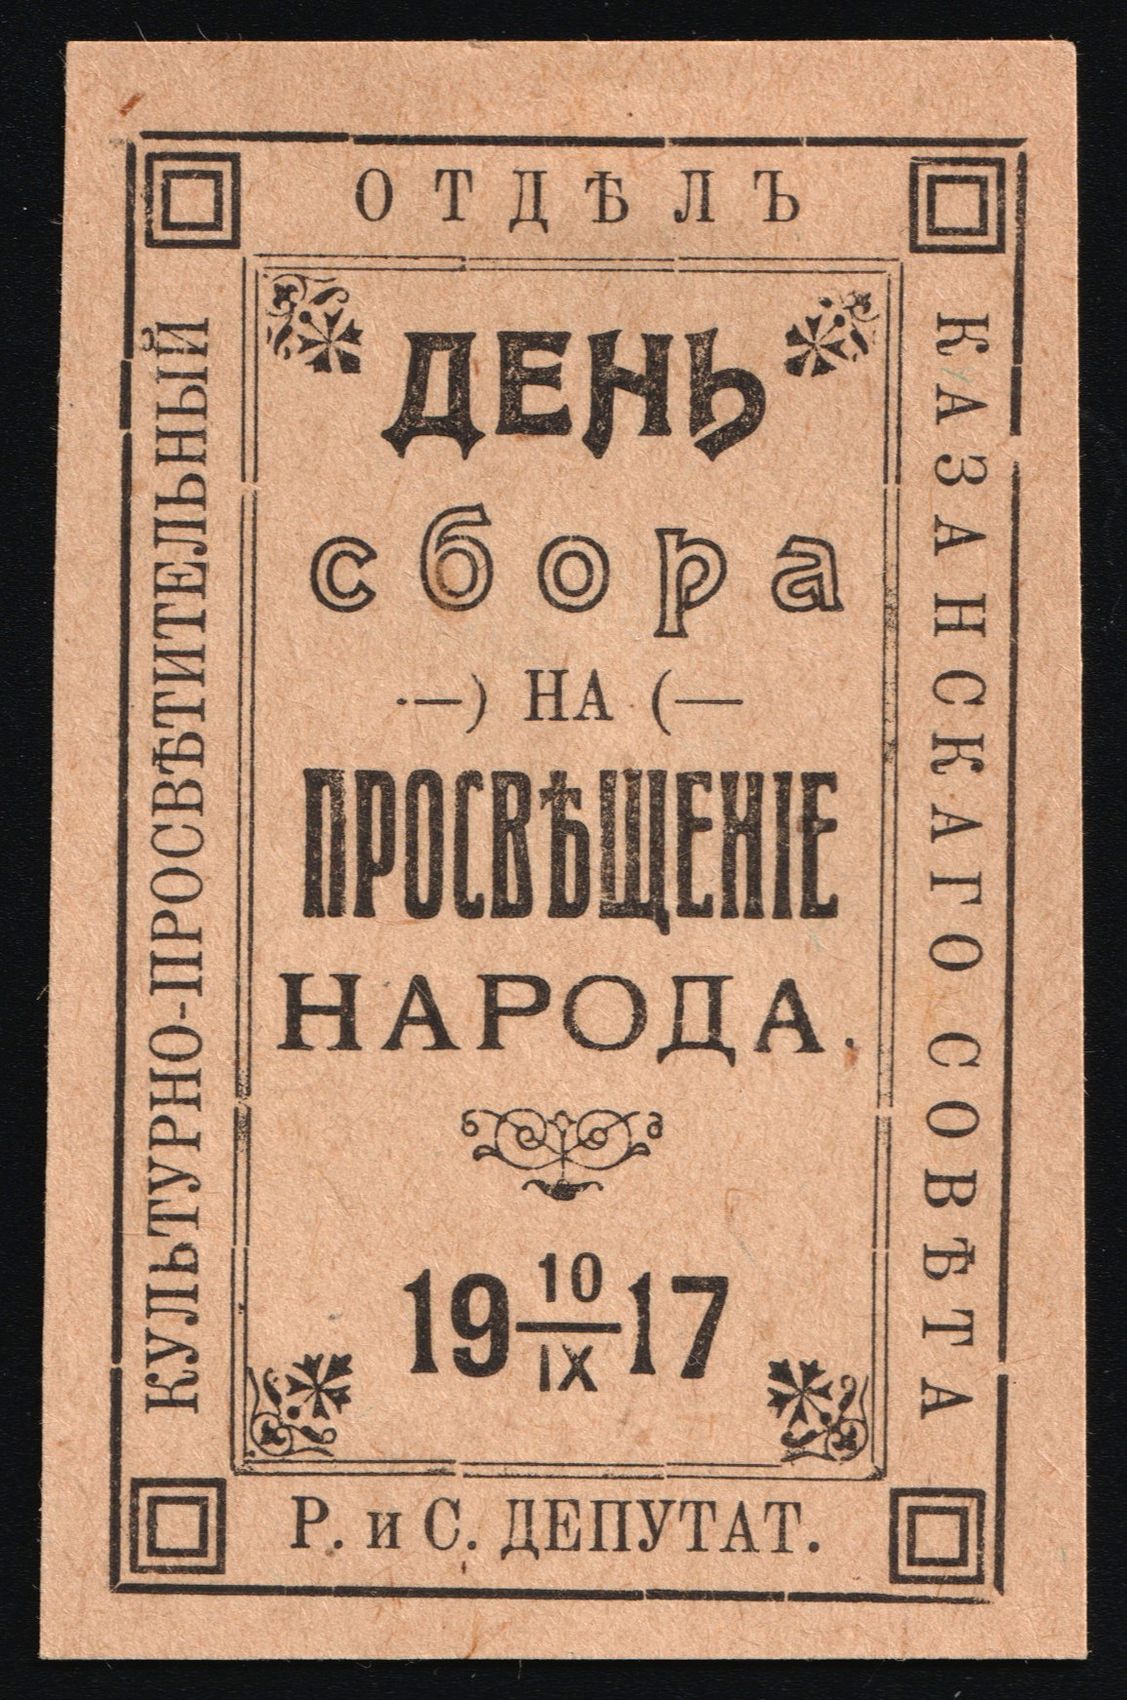 КУЛЬТУРНО-ПРОСВѢТИТЕЛЬНЫЙ
ОТДѢЛЪ
КАЗАНСКАГО СОВѢТА
Р. и С. ДЕПУТАТ.
ДЕНЬ
сбора
·—) НА (—
ПРОСВѢЩЕНІЕ
НАРОДА.
19 10/IX 17